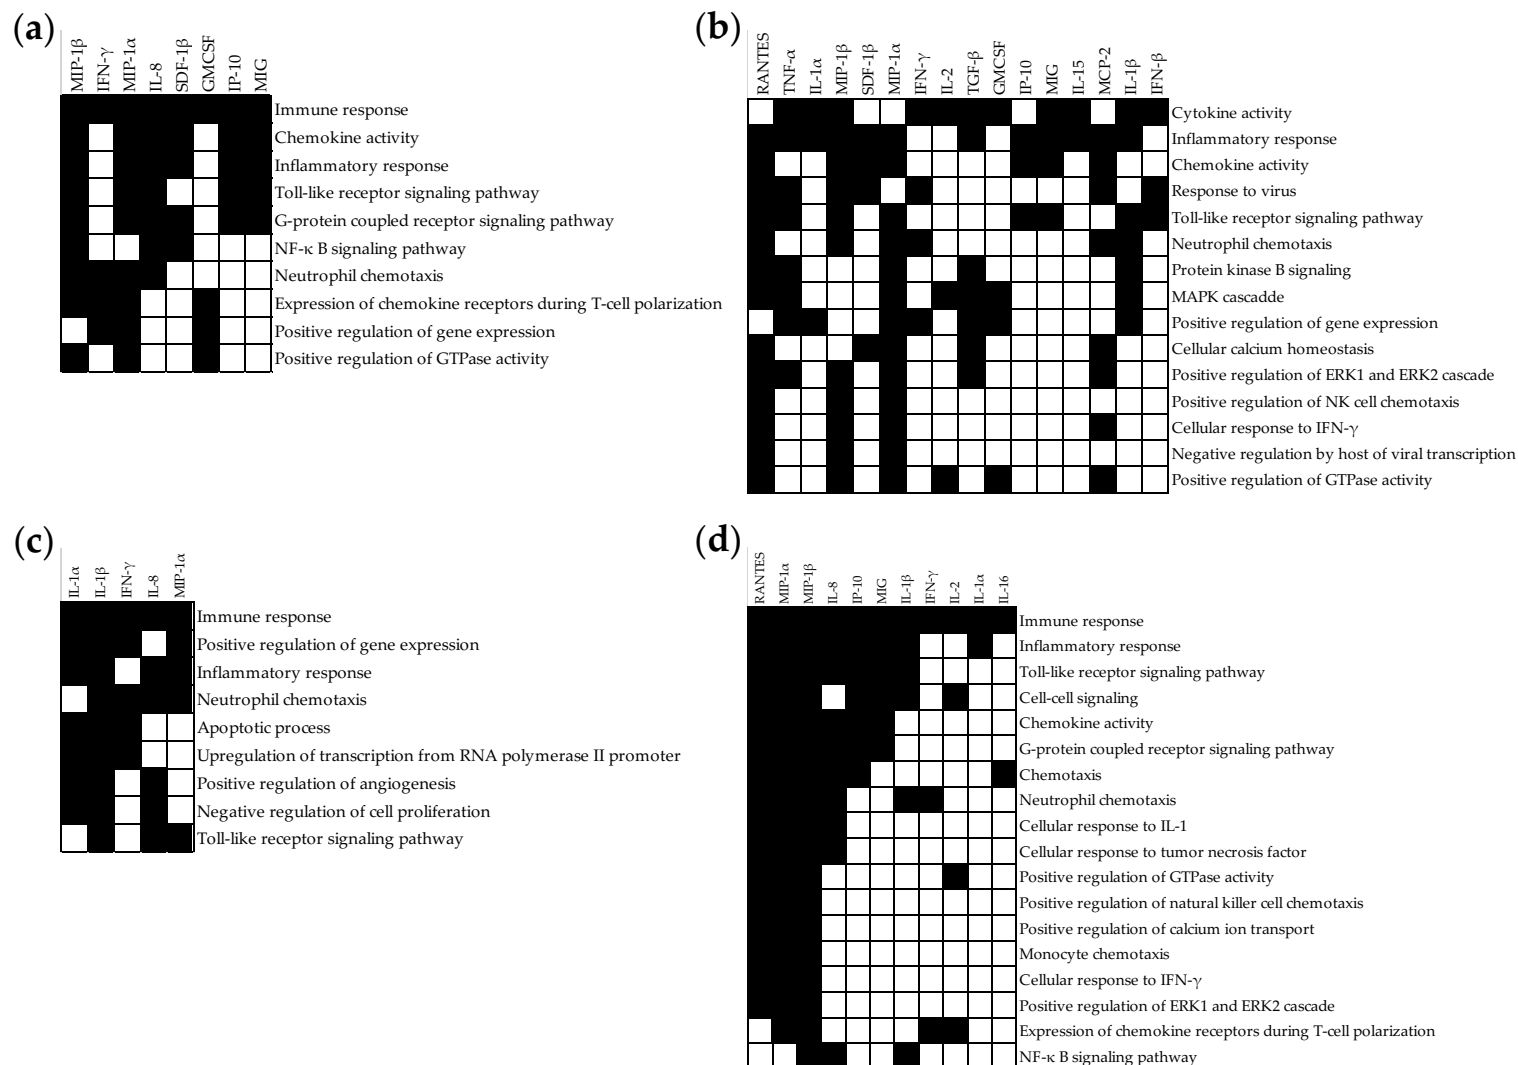 (a)
MIP-1β
IFN-γ
MIP-1α
IL-8
SDF-1β
GMCSF
IP-10
MIG
Immune response
Chemokine activity
Inflammatory response
Toll-like receptor signaling pathway
G-protein coupled receptor signaling pathway
NF-κ B signaling pathway
Neutrophil chemotaxis
Expression of chemokine receptors during T-cell polarization
Positive regulation of gene expression
Positive regulation of GTPase activity
(b)
RANTES
TNF-α
IL-1α
MIP-1β
SDF-1β
MIP-1α
IFN-γ
IL-2
TGF-β
GMCSF
IP-10
MIG
IL-15
MCP-2
IL-1β
IFN-β
Cytokine activity
Inflammatory response
Chemokine activity
Response to virus
Toll-like receptor signaling pathway
Neutrophil chemotaxis
Protein kinase B signaling
MAPK cascadde
Positive regulation of gene expression
Cellular calcium homeostasis
Positive regulation of ERK1 and ERK2 cascade
Positive regulation of NK cell chemotaxis
Cellular response to IFN-γ
Negative regulation by host of viral transcription
Positive regulation of GTPase activity
(c)
IL-1α
IL-1β
IFN-γ
IL-8
MIP-1α
Immune response
Positive regulation of gene expression
Inflammatory response
Neutrophil chemotaxis
Apoptotic process
Upregulation of transcription from RNA polymerase II promoter
Positive regulation of angiogenesis
Negative regulation of cell proliferation
Toll-like receptor signaling pathway
(d)
RANTES
MIP-1α
MIP-1β
IL-8
IP-10
MIG
IL-1β
IFN-γ
IL-2
IL-1α
IL-16
Immune response
Inflammatory response
Toll-like receptor signaling pathway
Cell-cell signaling
Chemokine activity
G-protein coupled receptor signaling pathway
Chemotaxis
Neutrophil chemotaxis
Cellular response to IL-1
Cellular response to tumor necrosis factor
Positive regulation of GTPase activity
Positive regulation of natural killer cell chemotaxis
Positive regulation of calcium ion transport
Monocyte chemotaxis
Cellular response to IFN-γ
Positive regulation of ERK1 and ERK2 cascade
Expression of chemokine receptors during T-cell polarization
NF-κ B signaling pathway